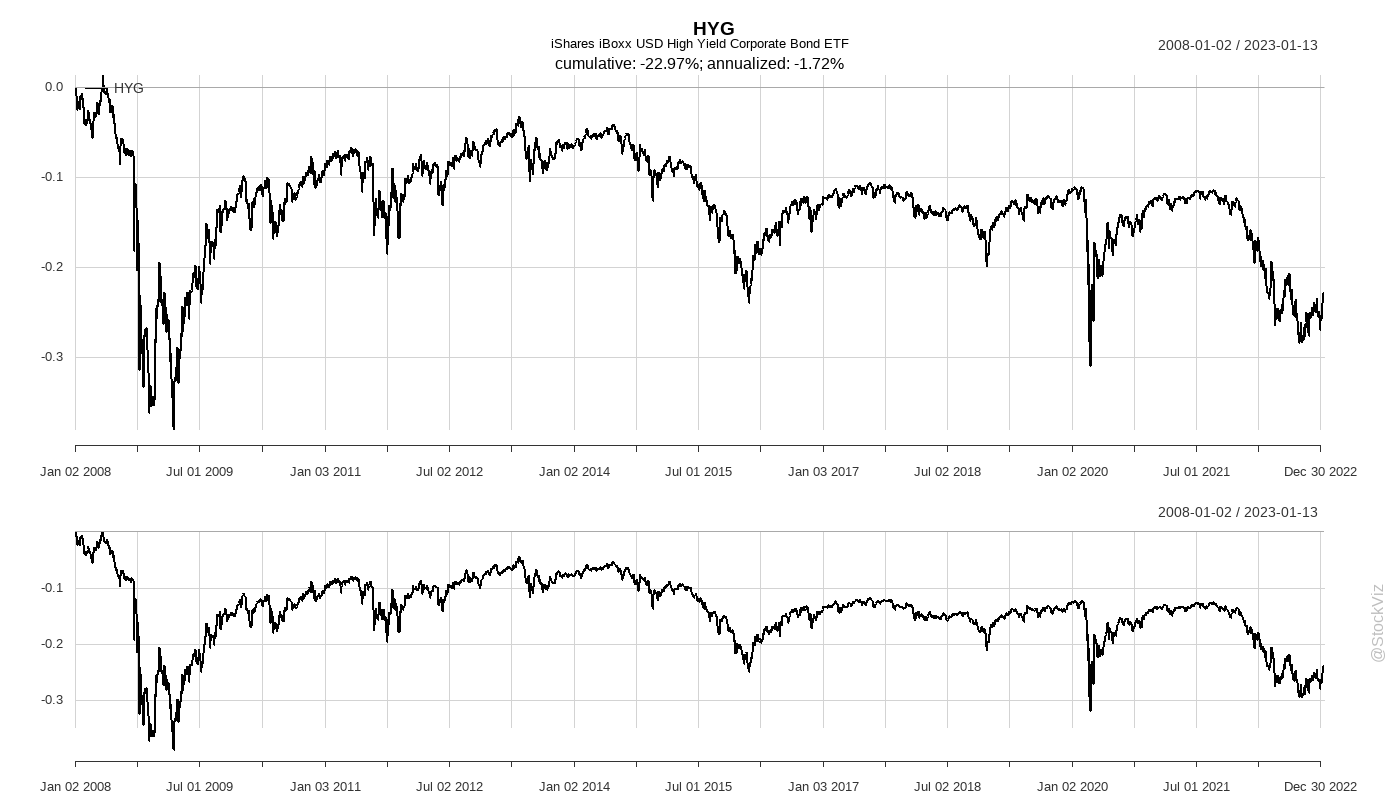 HYG
iShares iBoxx USD High Yield Corporate Bond ETF
2008-01-02 / 2023-01-13
cumulative: -22.97%; annualized: -1.72%
HYG
0.0
-0.1
-0.2
-0.3
Jan 02 2008 Jul 01 2009 Jan 03 2011 Jul 02 2012 Jan 02 2014 Jul 01 2015 Jan 03 2017 Jul 02 2018 Jan 02 2020 Jul 01 2021 Dec 30 2022
2008-01-02 / 2023-01-13
-0.1
-0.2
-0.3
Jan 02 2008 Jul 01 2009 Jan 03 2011 Jul 02 2012 Jan 02 2014 Jul 01 2015 Jan 03 2017 Jul 02 2018 Jan 02 2020 Jul 01 2021 Dec 30 2022
@StockViz